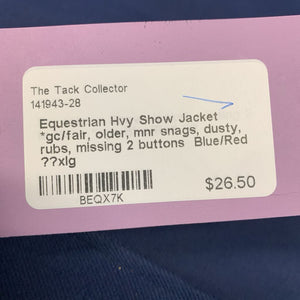 The Tack Collector
141943-28
Equestrian Hvy Show Jacket
*gc/fair, older, mnr snags, dusty,
rubs, missing 2 buttons  Blue/Red
??xlg
$26.50
BEQX7K